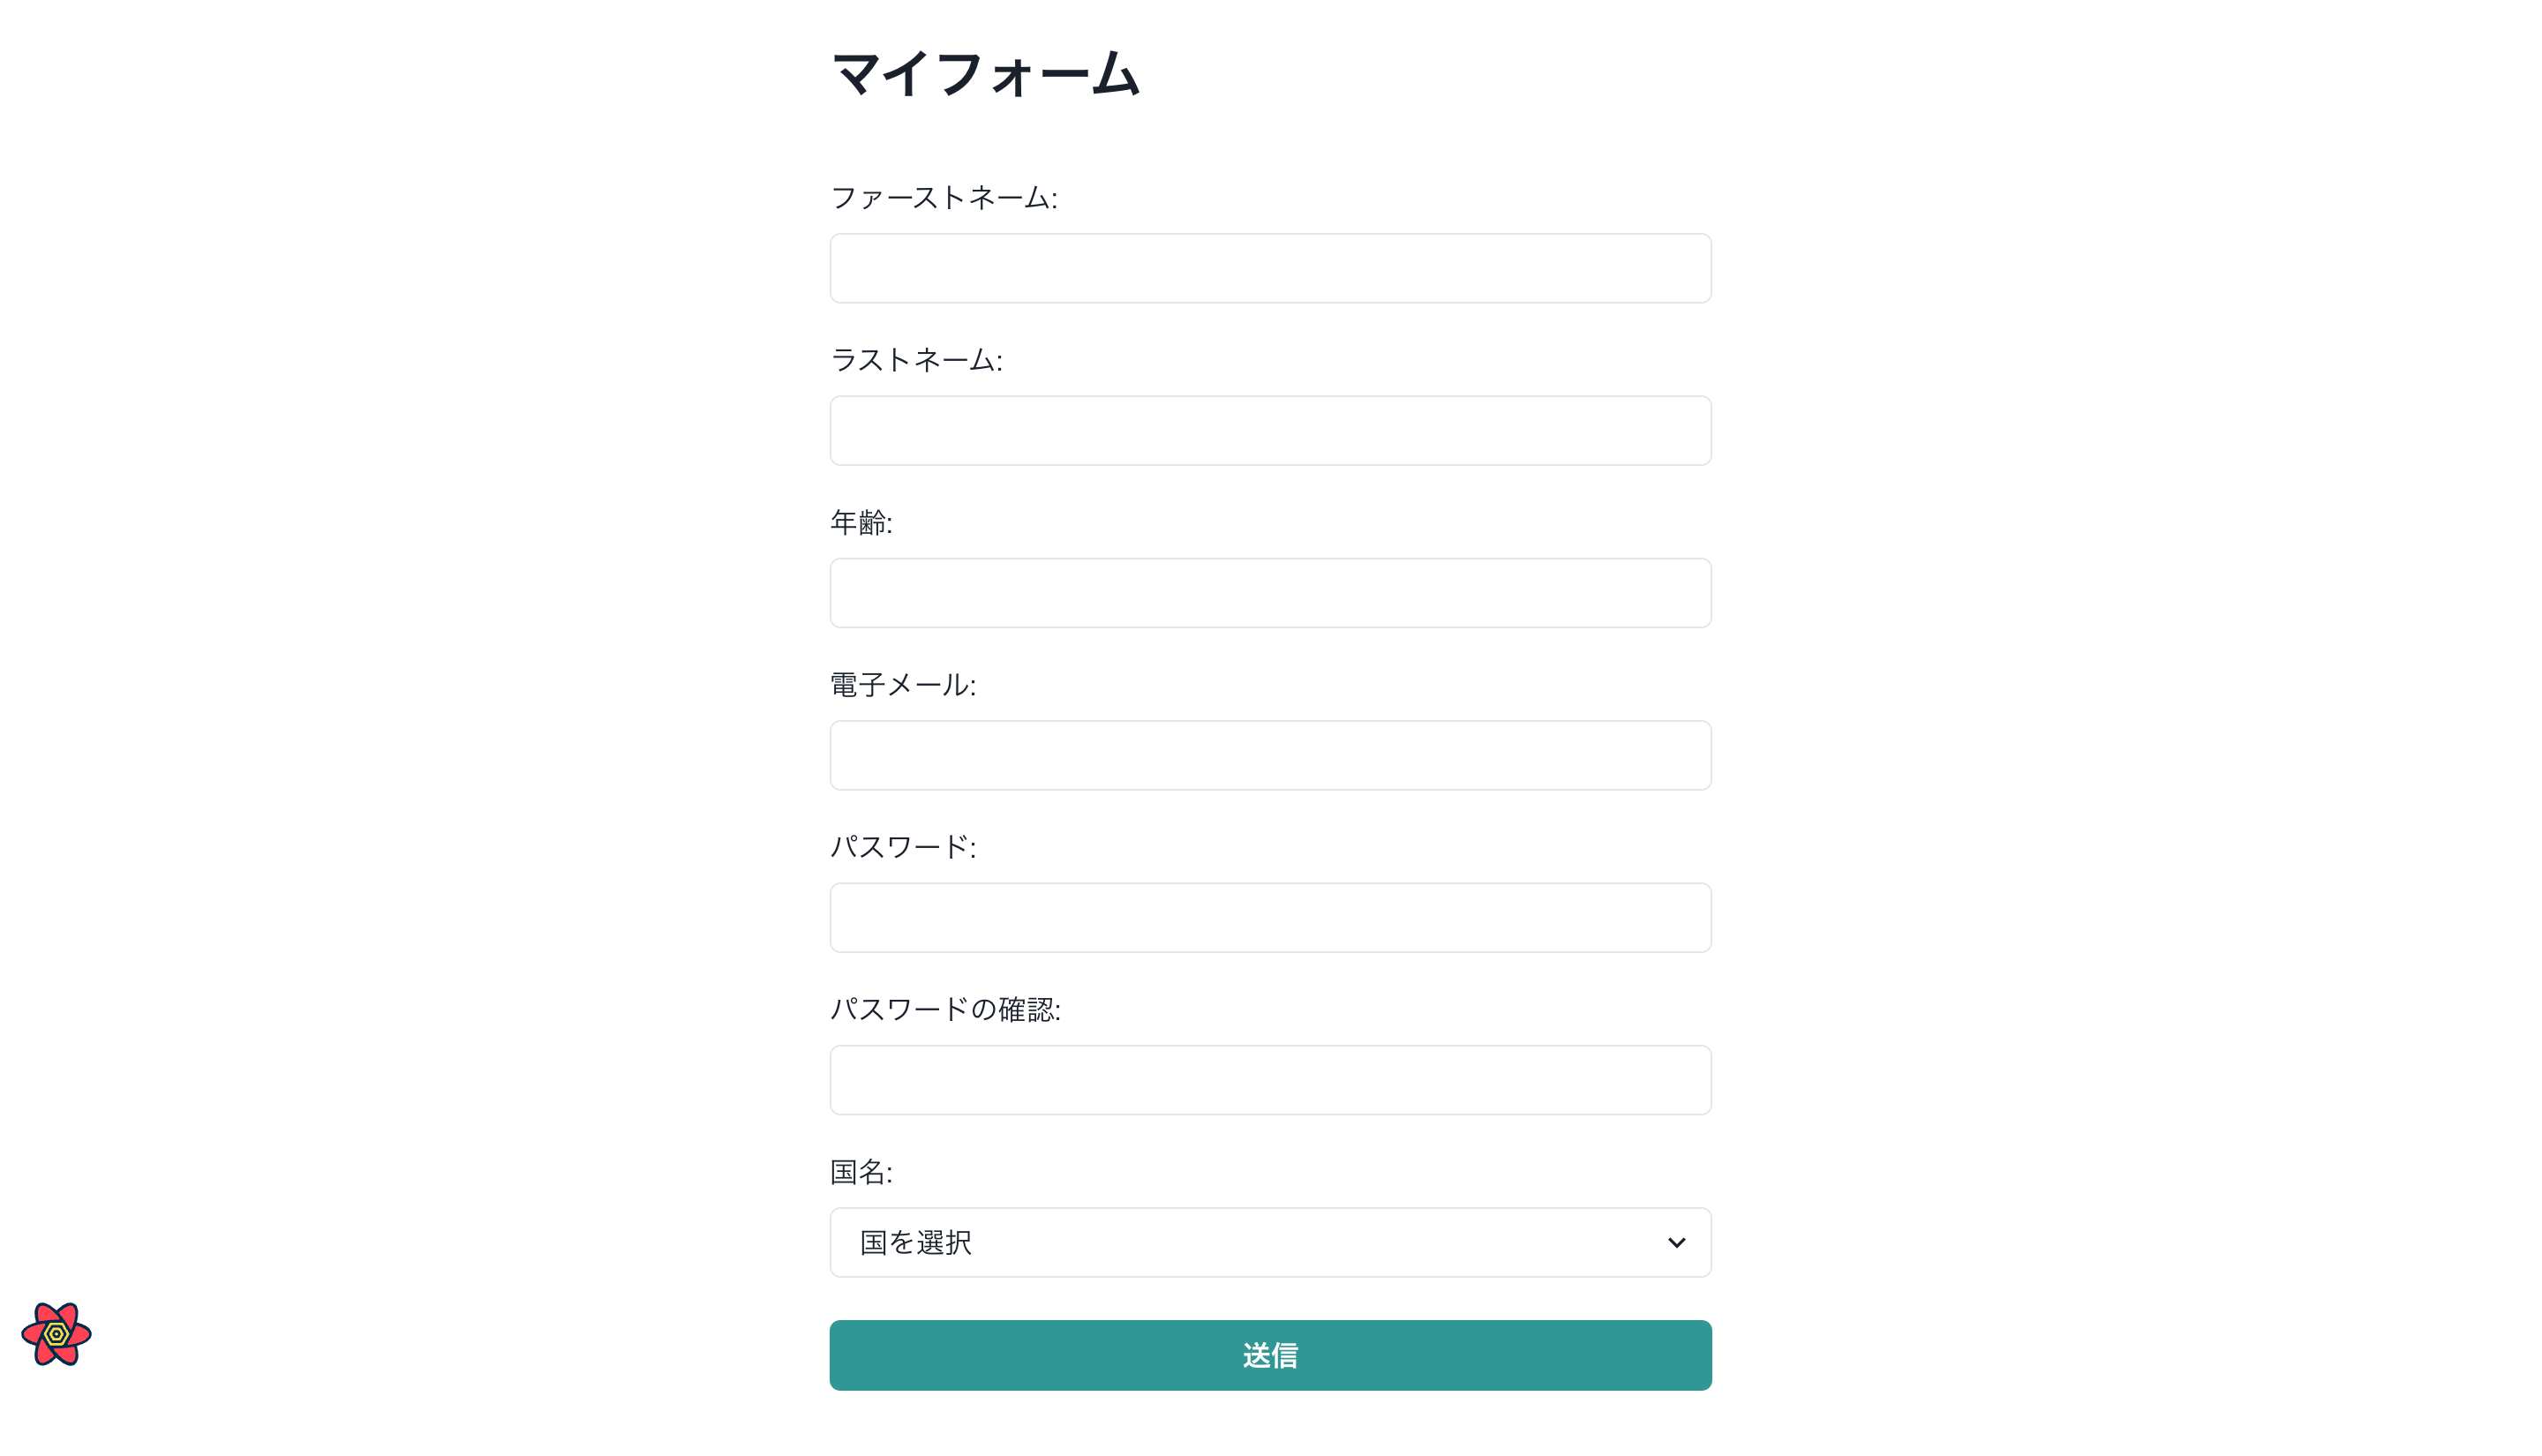 マイフォーム
ファーストネーム:
ラストネーム:
年齢:
電子メール:
パスワード:
パスワードの確認:
国名:
国を選択
送信